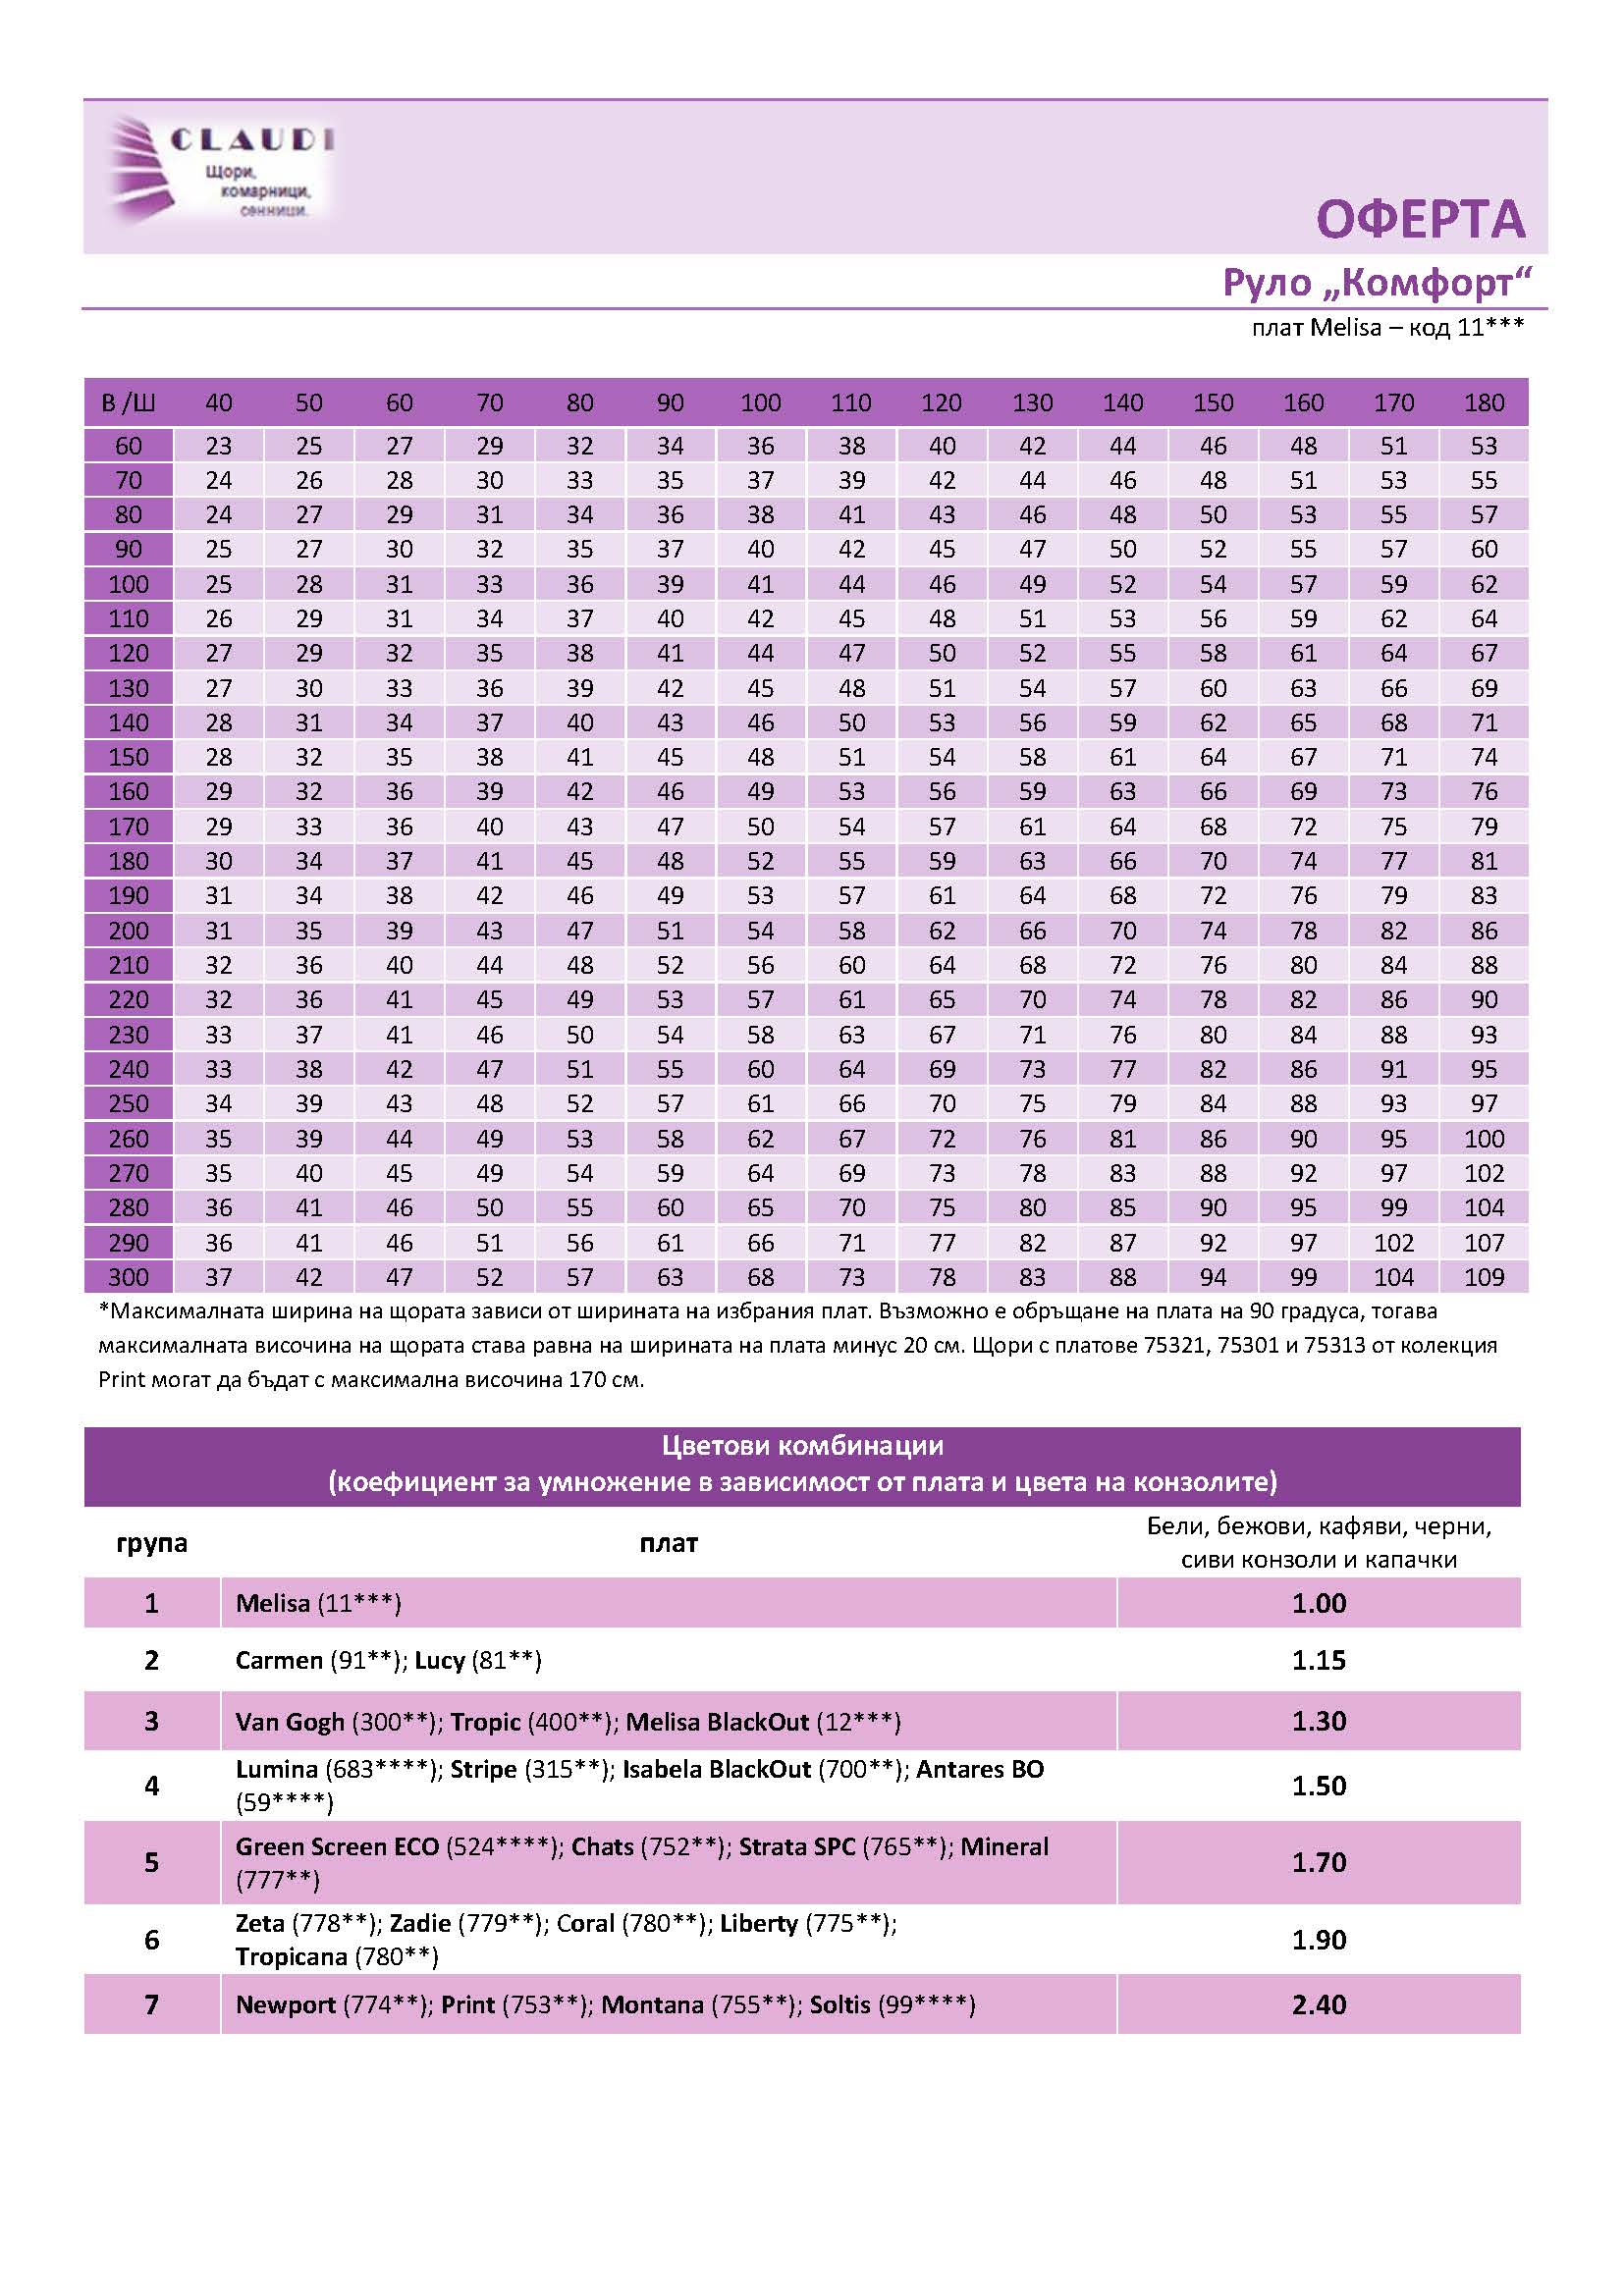 CLAUDI
Щори,
комарници,
сенници.
ОФЕРТА
Руло „Комфорт“
плат Melisa – код 11***
В /Ш 40 50 60 70 80 90 100 110 120 130 140 150 160 170 180
60 23 25 27 29 32 34 36 38 40 42 44 46 48 51 53
70 24 26 28 30 33 35 37 39 42 44 46 48 51 53 55
80 24 27 29 31 34 36 38 41 43 46 48 50 53 55 57
90 25 27 30 32 35 37 40 42 45 47 50 52 55 57 60
100 25 28 31 33 36 39 41 44 46 49 52 54 57 59 62
110 26 29 31 34 37 40 42 45 48 51 53 56 59 62 64
120 27 29 32 35 38 41 44 47 50 52 55 58 61 64 67
130 27 30 33 36 39 42 45 48 51 54 57 60 63 66 69
140 28 31 34 37 40 43 46 50 53 56 59 62 65 68 71
150 28 32 35 38 41 45 48 51 54 58 61 64 67 71 74
160 29 32 36 39 42 46 49 53 56 59 63 66 69 73 76
170 29 33 36 40 43 47 50 54 57 61 64 68 72 75 79
180 30 34 37 41 45 48 52 55 59 63 66 70 74 77 81
190 31 34 38 42 46 49 53 57 61 64 68 72 76 79 83
200 31 35 39 43 47 51 54 58 62 66 70 74 78 82 86
210 32 36 40 44 48 52 56 60 64 68 72 76 80 84 88
220 32 36 41 45 49 53 57 61 65 70 74 78 82 86 90
230 33 37 41 46 50 54 58 63 67 71 76 80 84 88 93
240 33 38 42 47 51 55 60 64 69 73 77 82 86 91 95
250 34 39 43 48 52 57 61 66 70 75 79 84 88 93 97
260 35 39 44 49 53 58 62 67 72 76 81 86 90 95 100
270 35 40 45 49 54 59 64 69 73 78 83 88 92 97 102
280 36 41 46 50 55 60 65 70 75 80 85 90 95 99 104
290 36 41 46 51 56 61 66 71 77 82 87 92 97 102 107
300 37 42 47 52 57 63 68 73 78 83 88 94 99 104 109
*Максималната ширина на щората зависи от ширината на избрания плат. Възможно е обръщане на плата на 90 градуса, тогава
максималната височина на щората става равна на ширината на плата минус 20 см. Щори с платове 75321, 75301 и 75313 от колекция
Print могат да бъдат с максимална височина 170 см.
Цветови комбинации
(коефициент за умножение в зависимост от плата и цвета на конзолите)
група плат Бели, бежови, кафяви, черни,
сиви конзоли и капачки
1 Melisa (11***) 1.00
2 Carmen (91**); Lucy (81**) 1.15
3 Van Gogh (300**); Tropic (400**); Melisa BlackOut (12***) 1.30
4 Lumina (683****); Stripe (315**); Isabela BlackOut (700**); Antares BO
(59****) 1.50
5 Green Screen ECO (524****); Chats (752**); Strata SPC (765**); Mineral
(777**) 1.70
6 Zeta (778**); Zadie (779**); Coral (780**); Liberty (775**);
Tropicana (780**) 1.90
7 Newport (774**); Print (753**); Montana (755**); Soltis (99****) 2.40